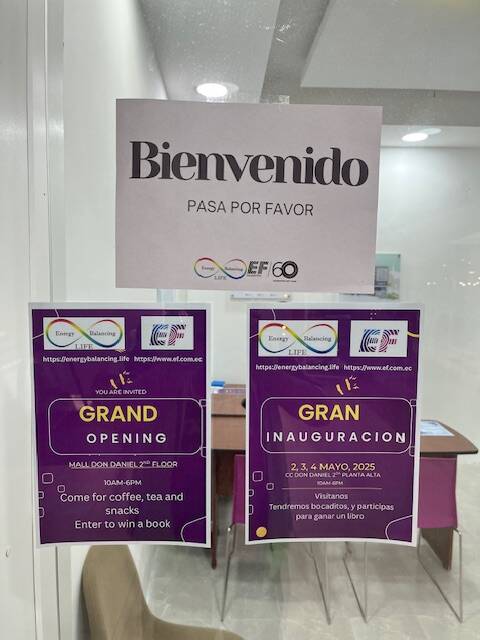 Bienvenido
PASA POR FAVOR
Energy Balancing
LIFE
EF
60
Energy Balancing
LIFE
EF
https://energybalancing.life https://www.ef.com.ec
YOU ARE INVITED
GRAND
OPENING
MALL DON DANIEL 2ND FLOOR
10AM-6PM
Come for coffee, tea and
snacks
Enter to win a book
Energy Balancing
LIFE
EF
https://energybalancing.life https://www.ef.com.ec
GRAN
INAUGURACION
2, 3, 4 MAYO, 2025
CC DON DANIEL 2ND PLANTA ALTA
10AM-6PM
Visítanos
Tendremos bocaditos, y participas
para ganar un libro